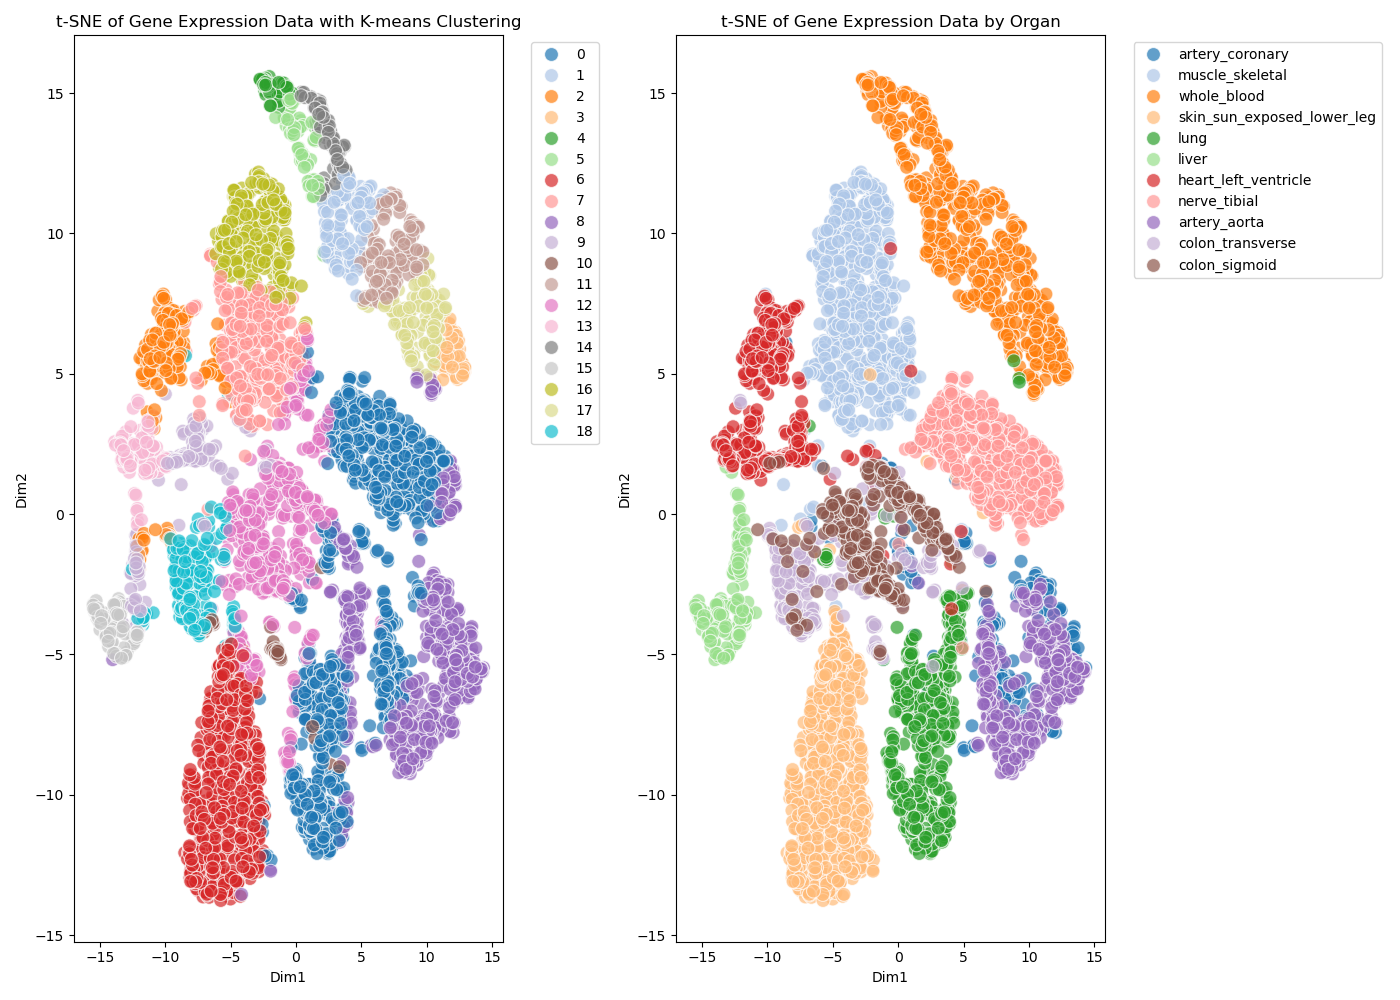 t-SNE of Gene Expression Data with K-means Clustering
15
10
5
0
−5
−10
−15
Dim2
−15
−10
−5
0
5
10
15
Dim1
0
1
2
3
4
5
6
7
8
9
10
11
12
13
14
15
16
17
18
t-SNE of Gene Expression Data by Organ
15
10
5
0
−5
−10
−15
Dim2
−15
−10
−5
0
5
10
15
Dim1
artery_coronary
muscle_skeletal
whole_blood
skin_sun_exposed_lower_leg
lung
liver
heart_left_ventricle
nerve_tibial
artery_aorta
colon_transverse
colon_sigmoid